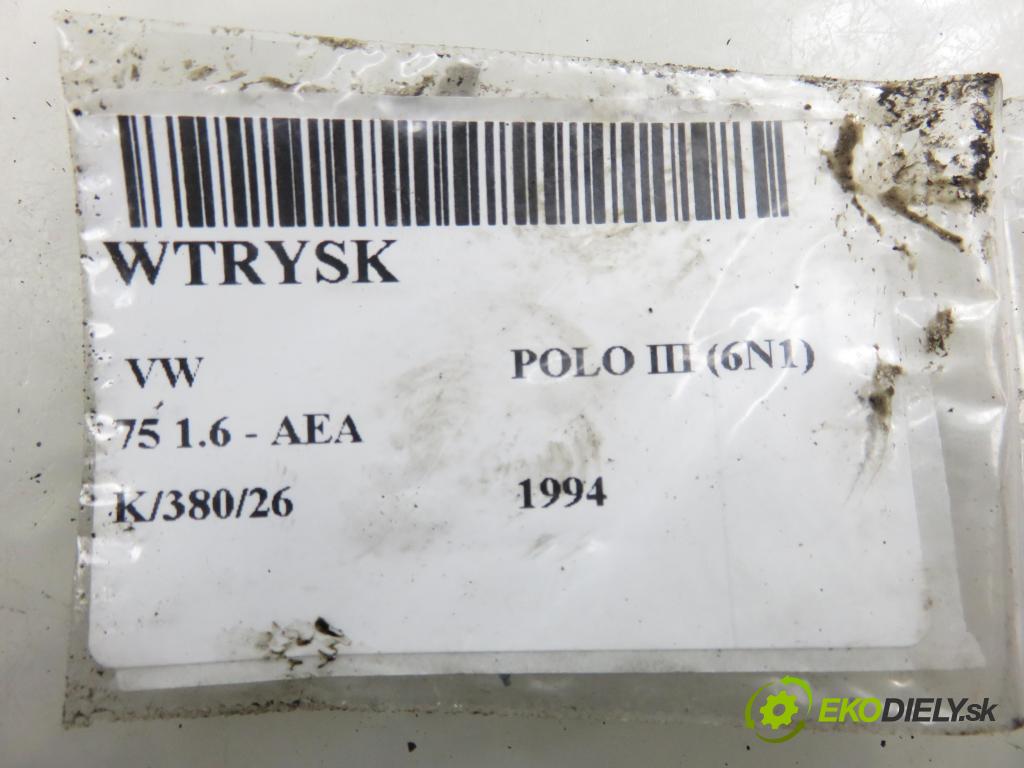 WTRYSK
VW POLO III (6N1)
75 1.6 - AEA
K/380/26 1994
EKODIELY.sk